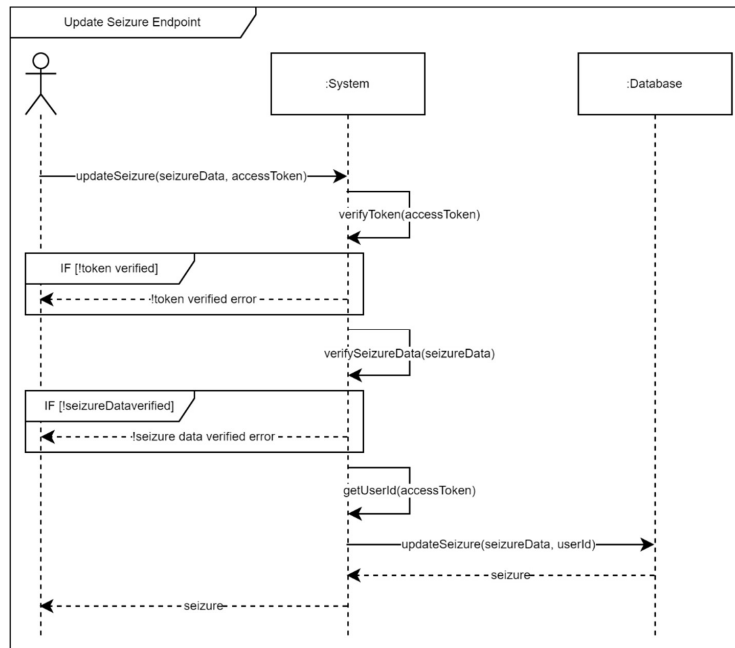 Update Seizure Endpoint
:System
:Database
updateSeizure(seizureData, accessToken)
verifyToken(accessToken)
IF [!token verified]
!token verified error
verifySeizureData(seizureData)
IF [!seizureDataverified]
!seizure data verified error
getUserId(accessToken)
updateSeizure(seizureData, userId)
seizure
seizure